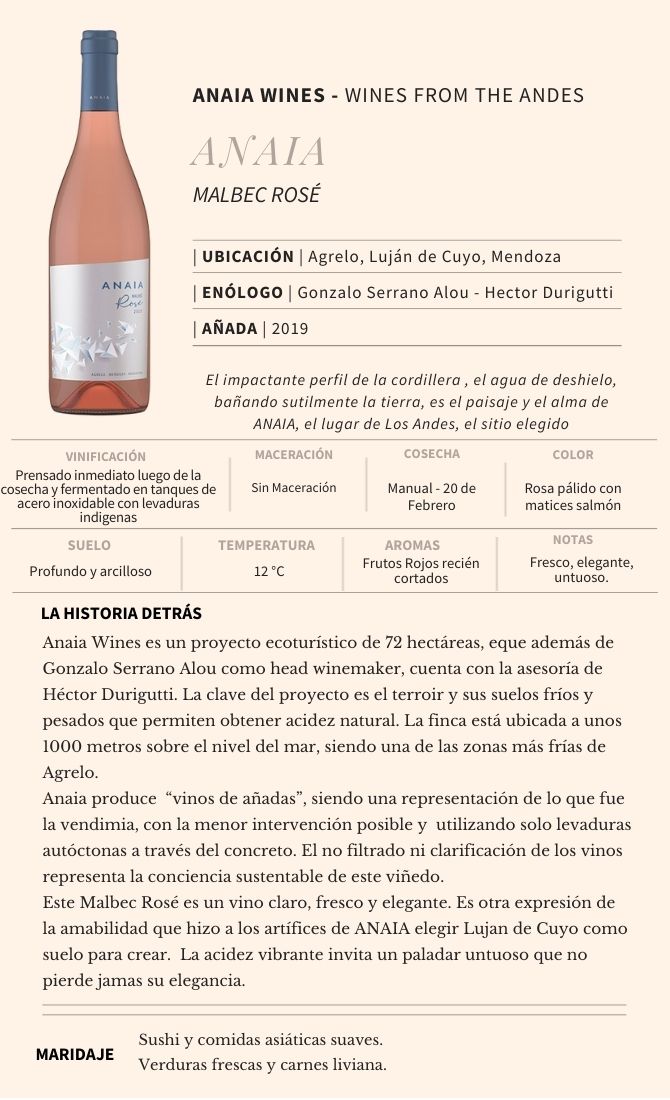 ANAIA WINES - WINES FROM THE ANDES
ANAIA
MALBEC ROSÉ
| UBICACIÓN | Agrelo, Luján de Cuyo, Mendoza
| ENÓLOGO | Gonzalo Serrano Alou - Hector Durigutti
| AÑADA | 2019
ANAIA
ANAIA
Rosé
El impactante perfil de la cordillera , el agua de deshielo,
bañando sutilmente la tierra, es el paisaje y el alma de
ANAIA, el lugar de Los Andes, el sitio elegido
VINIFICACIÓN
Prensado inmediato luego de la
cosecha y fermentado en tanques de
acero inoxidable con levaduras
indigenas
MACERACIÓN
Sin Maceración
COSECHA
Manual - 20 de
Febrero
COLOR
Rosa pálido con
matices salmón
SUELO
Profundo y arcilloso
TEMPERATURA
12 °C
AROMAS
Frutos Rojos recién
cortados
NOTAS
Fresco, elegante,
untuoso.
LA HISTORIA DETRÁS
Anaia Wines es un proyecto ecoturístico de 72 hectáreas, eque además de
Gonzalo Serrano Alou como head winemaker, cuenta con la asesoría de
Héctor Durigutti. La clave del proyecto es el terroir y sus suelos fríos y
pesados que permiten obtener acidez natural. La finca está ubicada a unos
1000 metros sobre el nivel del mar, siendo una de las zonas más frías de
Agrelo.
Anaia produce “vinos de añadas”, siendo una representación de lo que fue
la vendimia, con la menor intervención posible y utilizando solo levaduras
autóctonas a través del concreto. El no filtrado ni clarificación de los vinos
representa la conciencia sustentable de este viñedo.
Este Malbec Rosé es un vino claro, fresco y elegante. Es otra expresión de
la amabilidad que hizo a los artífices de ANAIA elegir Lujan de Cuyo como
suelo para crear. La acidez vibrante invita un paladar untuoso que no
pierde jamas su elegancia.
MARIDAJE
Sushi y comidas asiáticas suaves.
Verduras frescas y carnes liviana.